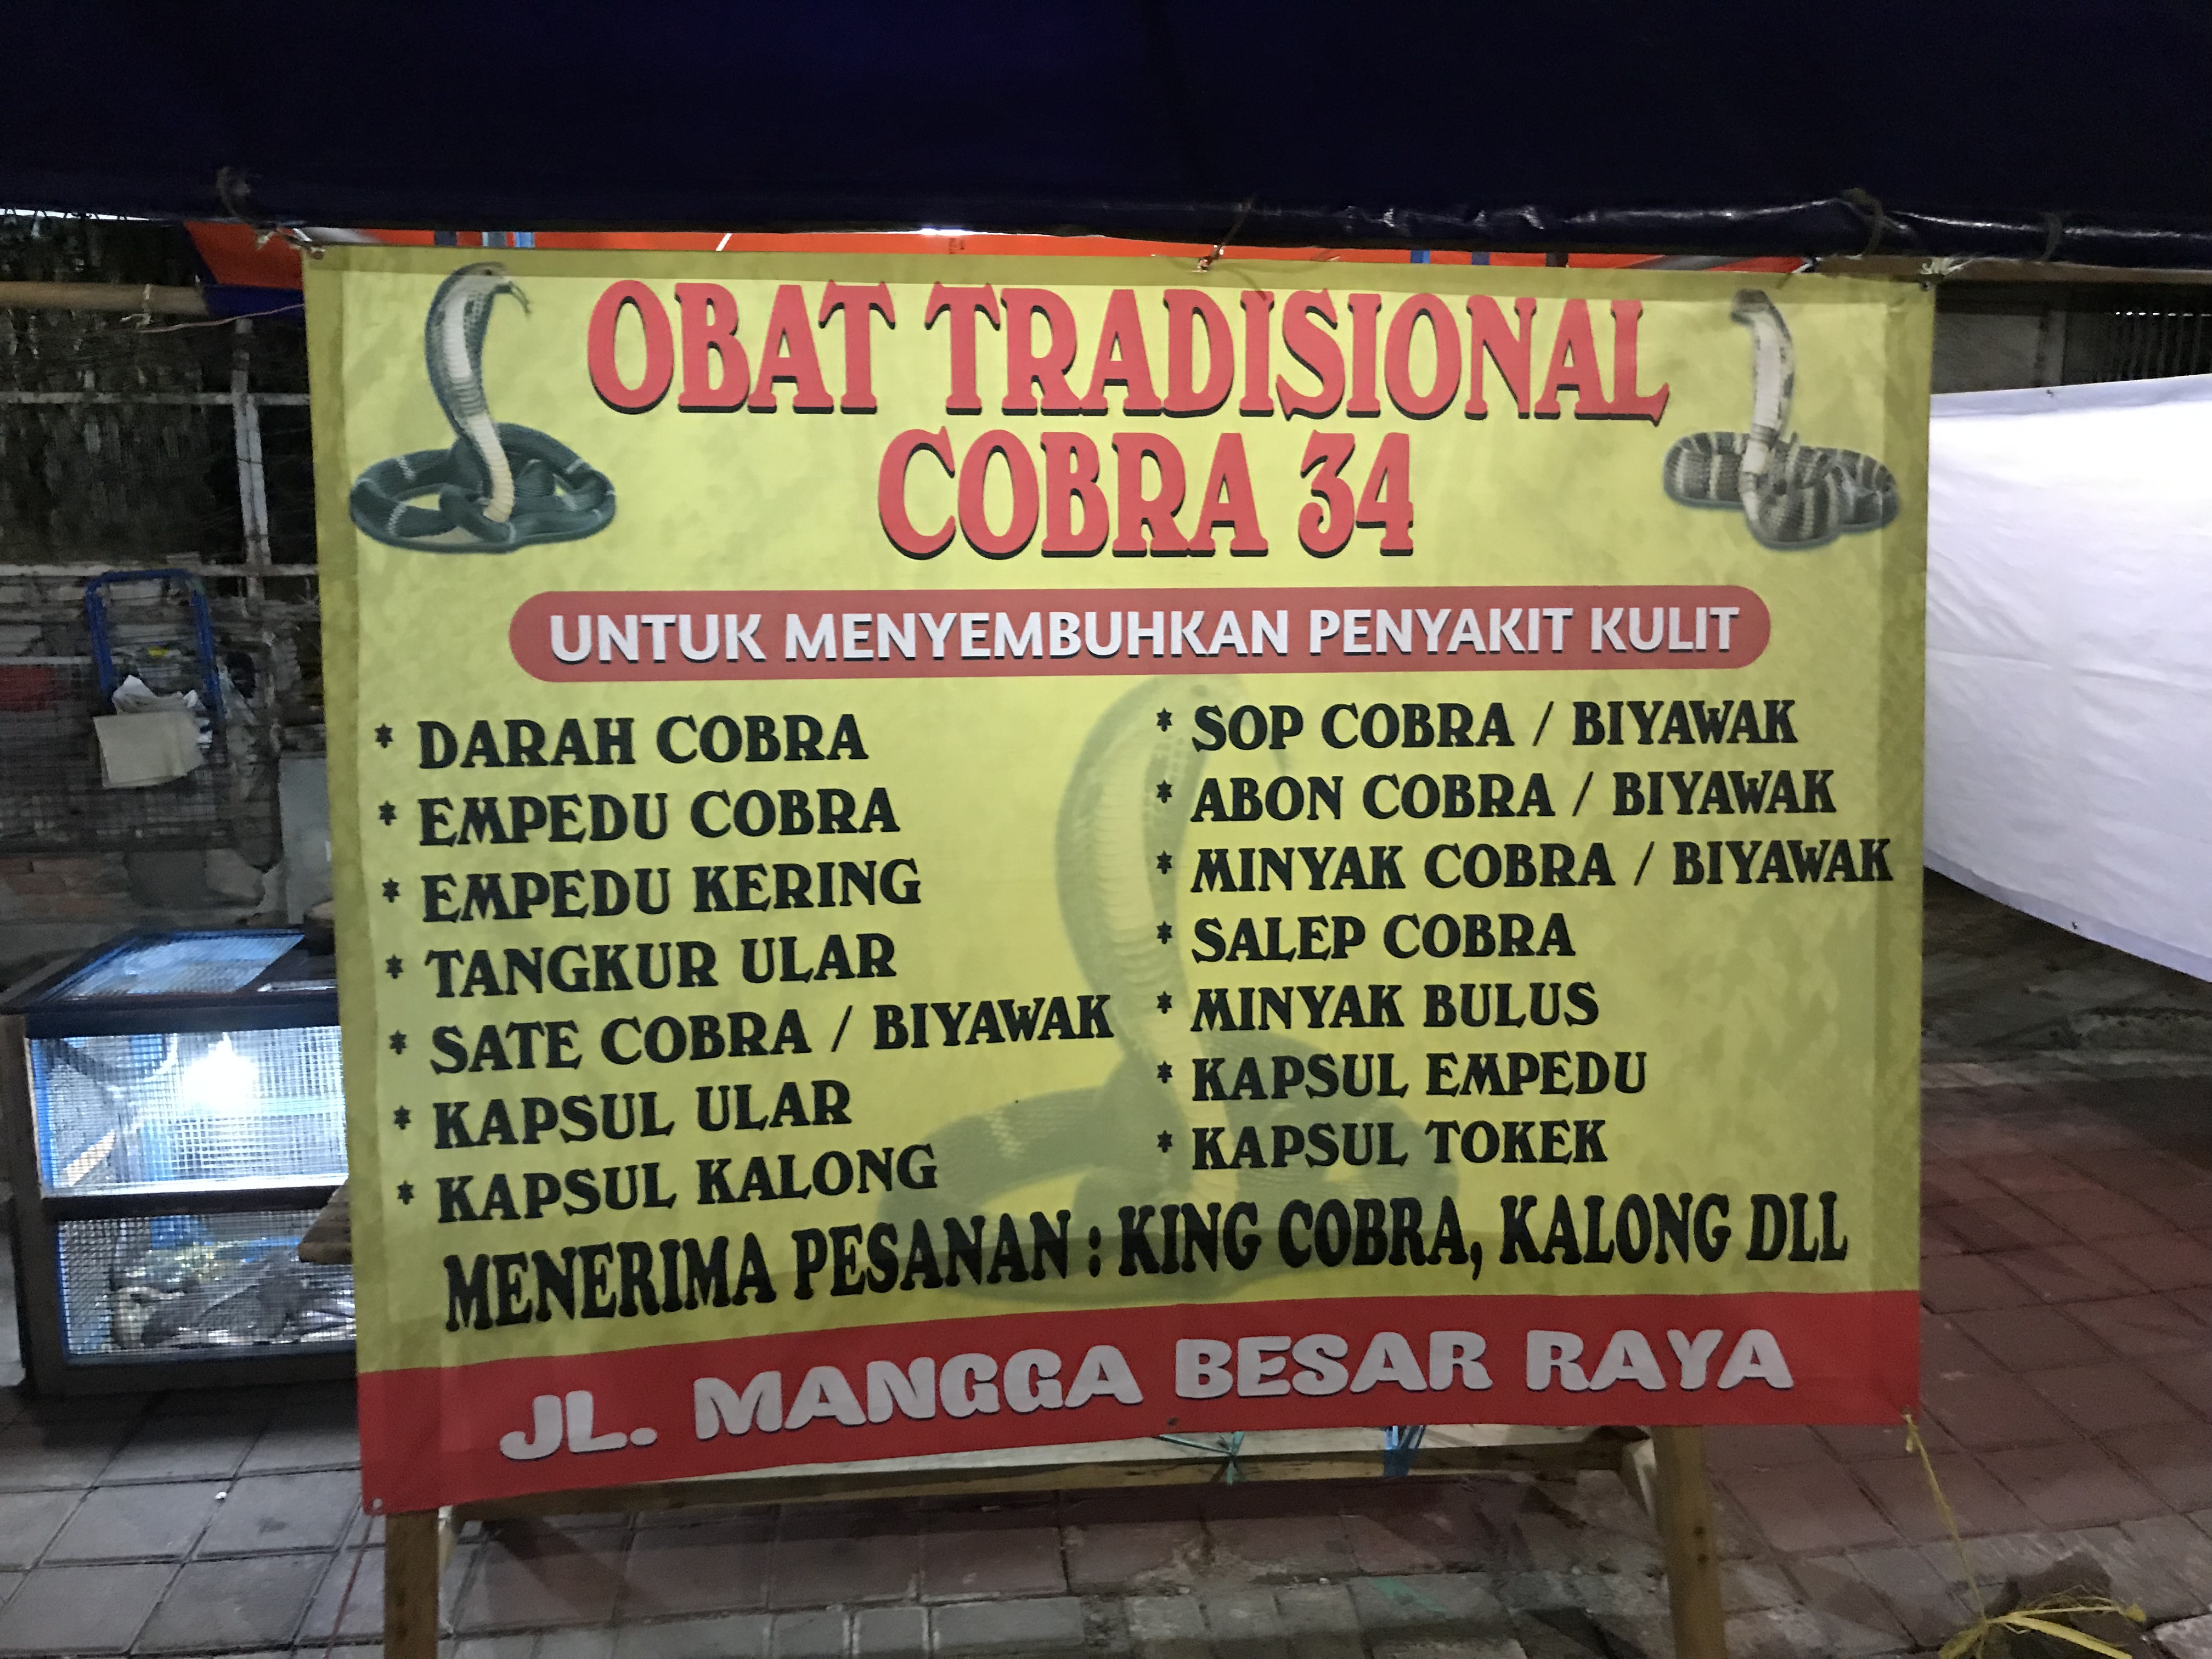 OBAT TRADISIONAL
COBRA 34
UNTUK MENYEMBUHKAN PENYAKIT KULIT
* DARAH COBRA
* EMPEDU COBRA
* EMPEDU KERING
* TANGKUR ULAR
* SATE COBRA / BIYAWAK
* KAPSUL ULAR
* KAPSUL KALONG
* SOP COBRA / BIYAWAK
* ABON COBRA / BIYAWAK
* MINYAK COBRA / BIYAWAK
* SALEP COBRA
* MINYAK BULUS
* KAPSUL EMPEDU
* KAPSUL TOKEK
MENERIMA PESANAN : KING COBRA, KALONG DLL
JL. MANGGA BESAR RAYA